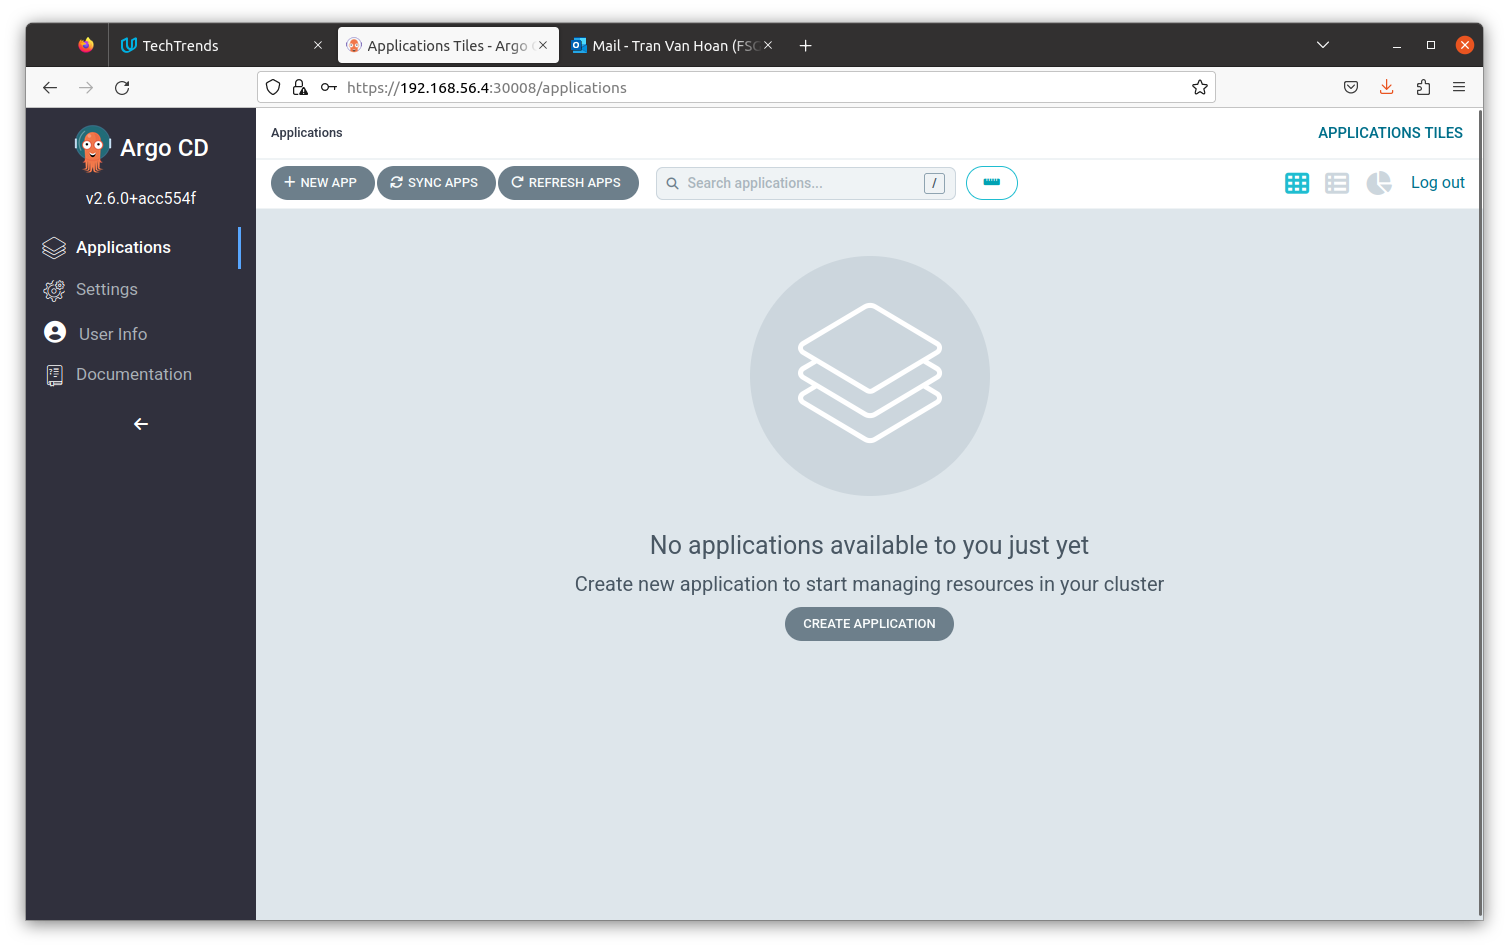 TechTrends
Applications Tiles - Argo
Mail - Tran Van Hoan (FSC
https://192.168.56.4:30008/applications
Argo CD
v2.6.0+acc554f
Applications
Settings
User Info
Documentation
Applications
APPLICATIONS TILES
NEW APP
SYNC APPS
REFRESH APPS
Search applications...
/
Log out
No applications available to you just yet
Create new application to start managing resources in your cluster
CREATE APPLICATION